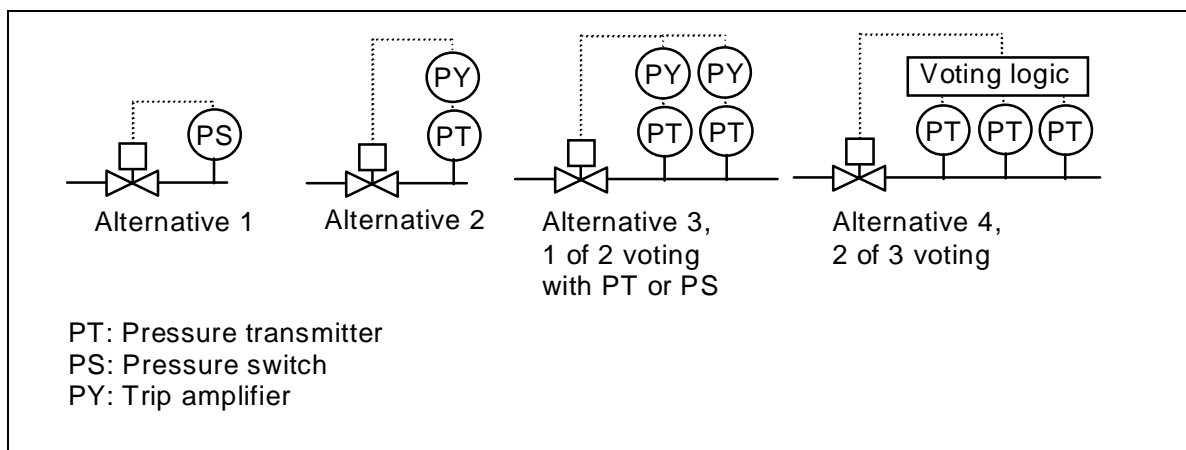 PS
PY
PT
PY PY
PT PT
Voting logic
PT PT PT
Alternative 1
Alternative 2
Alternative 3,
1 of 2 voting
with PT or PS
Alternative 4,
2 of 3 voting
PT: Pressure transmitter
PS: Pressure switch
PY: Trip amplifier